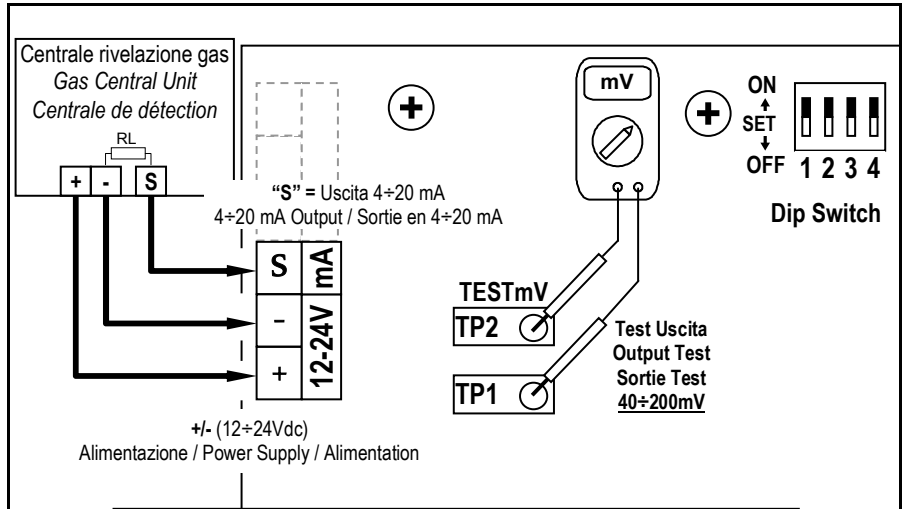 Centrale rivelazione gas
Gas Central Unit
Centrale de détection
RL
+ - S
"S" = Uscita 4÷20 mA
4÷20 mA Output / Sortie en 4÷20 mA
S mA
-
+
12-24V
+/- (12÷24Vdc)
Alimentazione / Power Supply / Alimentation
mV
TESTmV
TP2
TP1
Test Uscita
Output Test
Sortie Test
40÷200mV
ON
SET
OFF
1 2 3 4
Dip Switch